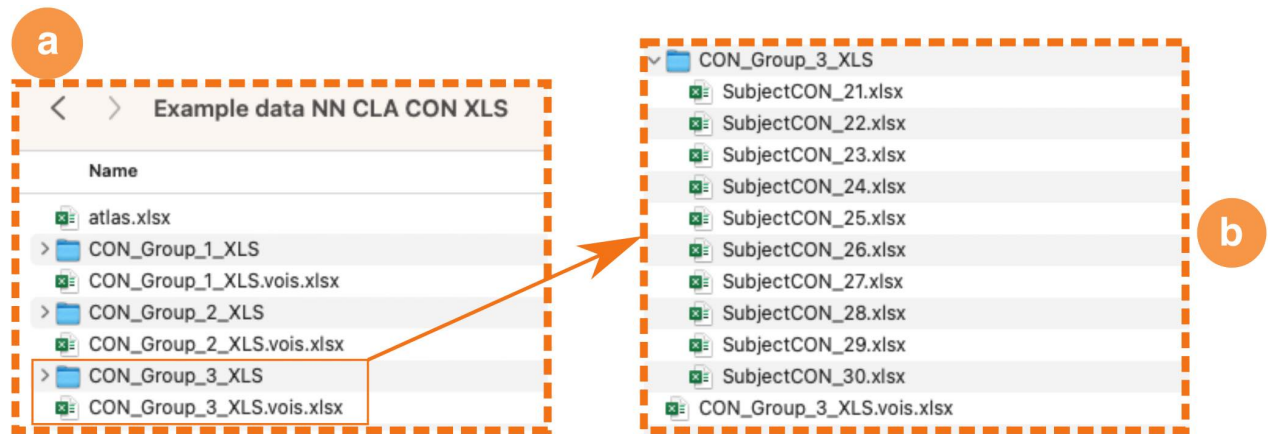 a
Example data NN CLA CON XLS
Name
atlas.xlsx
CON_Group_1_XLS
CON_Group_1_XLS.vois.xlsx
CON_Group_2_XLS
CON_Group_2_XLS.vois.xlsx
CON_Group_3_XLS
CON_Group_3_XLS.vois.xlsx
CON_Group_3_XLS
SubjectCON_21.xlsx
SubjectCON_22.xlsx
SubjectCON_23.xlsx
SubjectCON_24.xlsx
SubjectCON_25.xlsx
SubjectCON_26.xlsx
SubjectCON_27.xlsx
SubjectCON_28.xlsx
SubjectCON_29.xlsx
SubjectCON_30.xlsx
CON_Group_3_XLS.vois.xlsx
b